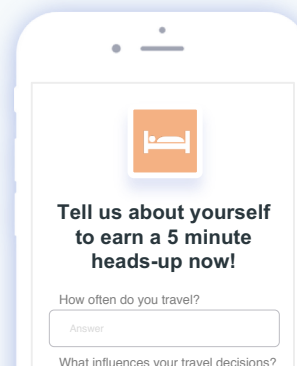 Tell us about yourself
to earn a 5 minute
heads-up now!
How often do you travel?
Answer
What influences your travel decisions?